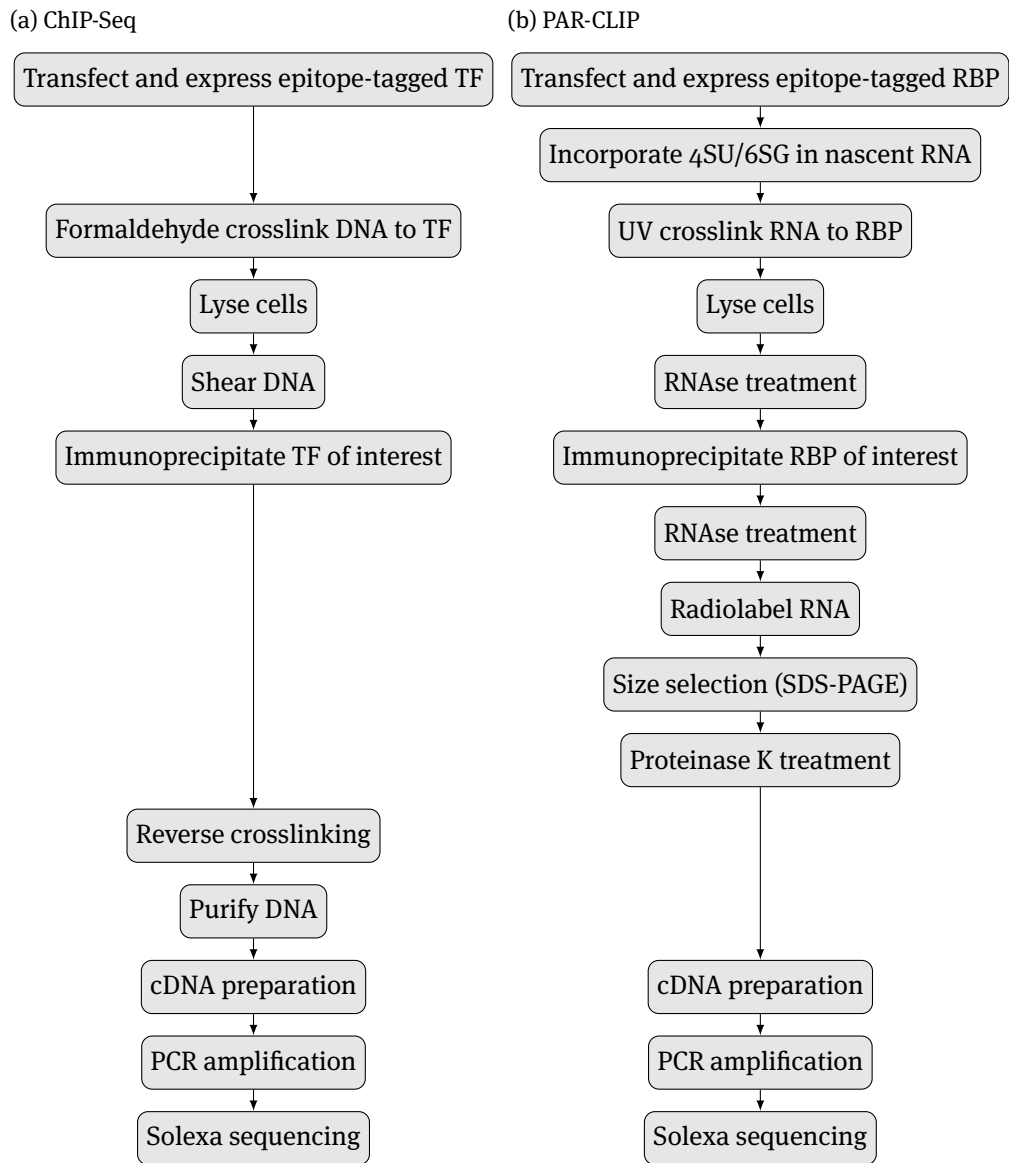 (a) ChIP-Seq
Transfect and express epitope-tagged TF
Formaldehyde crosslink DNA to TF
Lyse cells
Shear DNA
Immunoprecipitate TF of interest
Reverse crosslinking
Purify DNA
cDNA preparation
PCR amplification
Solexa sequencing
(b) PAR-CLIP
Transfect and express epitope-tagged RBP
Incorporate 4SU/6SG in nascent RNA
UV crosslink RNA to RBP
Lyse cells
RNAse treatment
Immunoprecipitate RBP of interest
RNAse treatment
Radiolabel RNA
Size selection (SDS-PAGE)
Proteinase K treatment
cDNA preparation
PCR amplification
Solexa sequencing